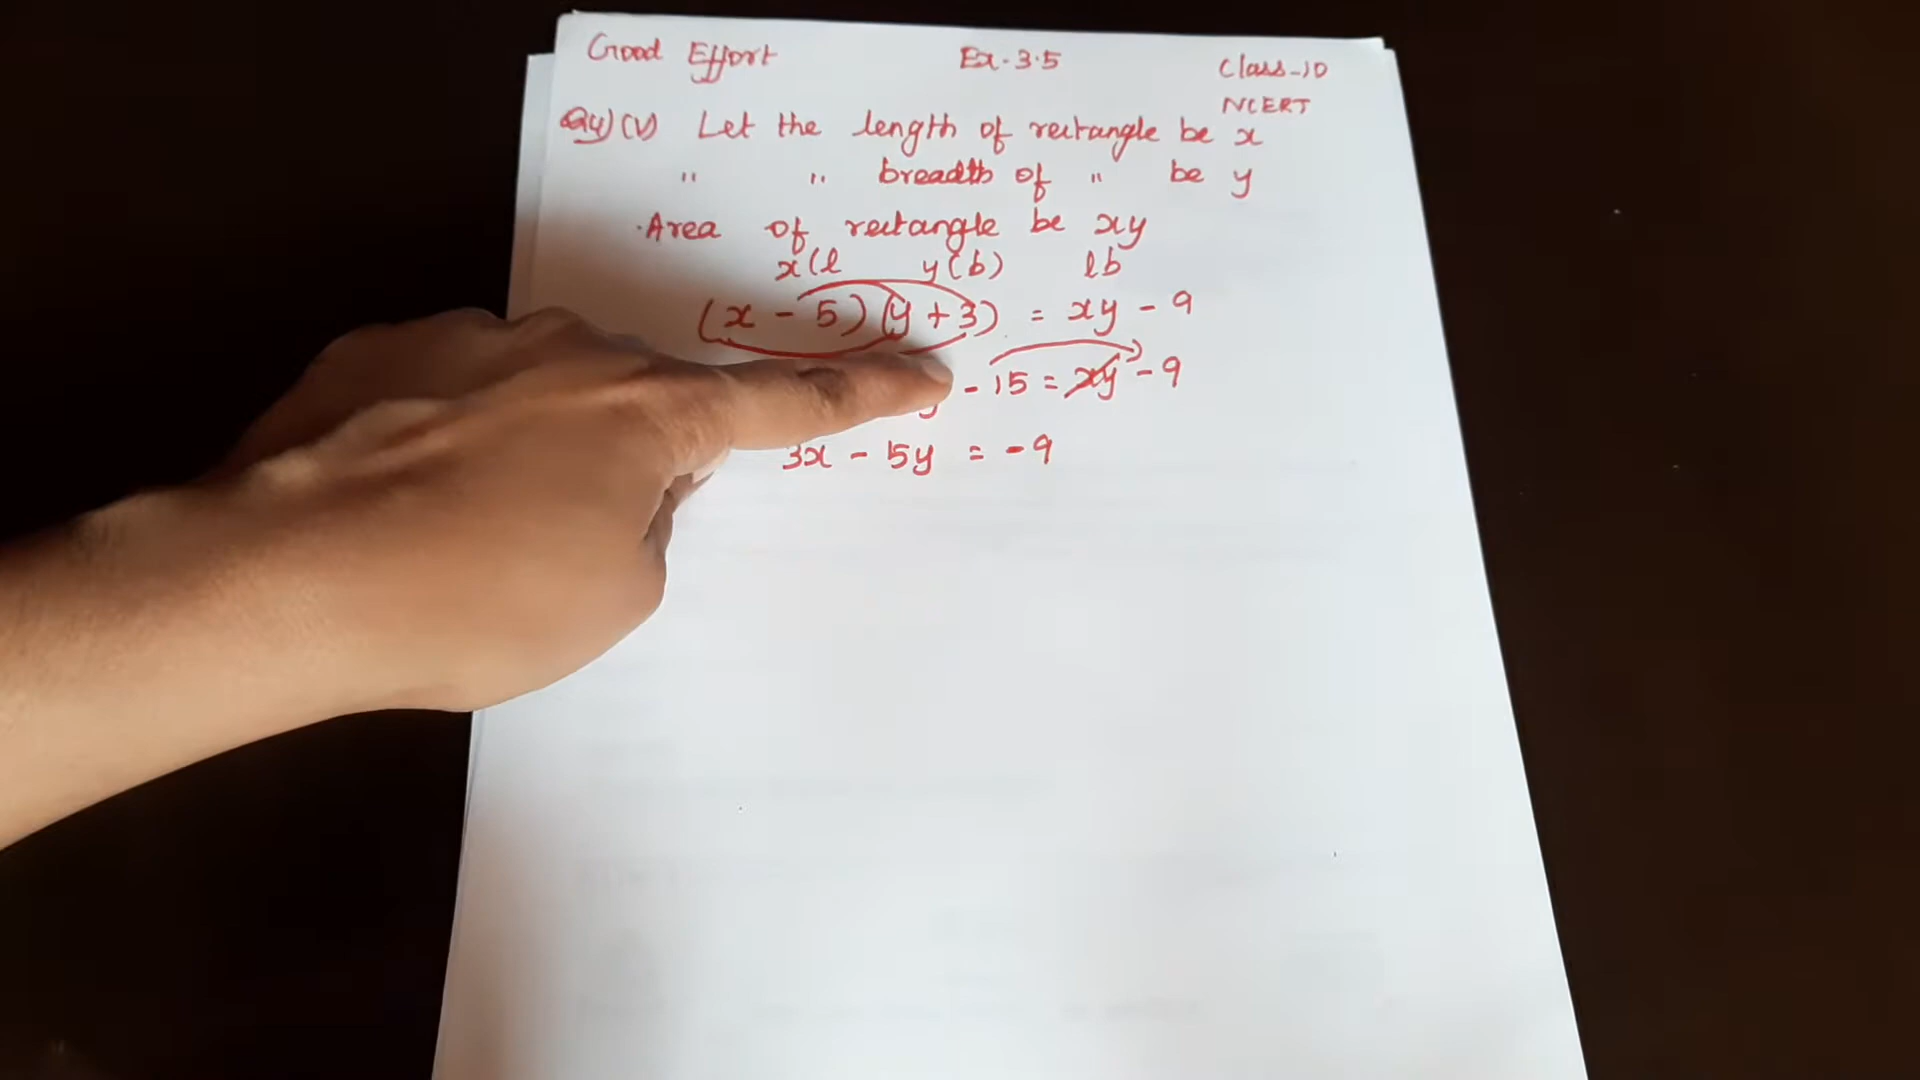 Good Effort Ex-3.5 Class-10
NCERT
Q4) (V) Let the length of rectangle be x
" " breadth of " be y
Area of rectangle be xy
x(l y(b) lb
(x - 5) (y + 3) = xy - 9
y - 15 = xy - 9
3x - 5y = -9